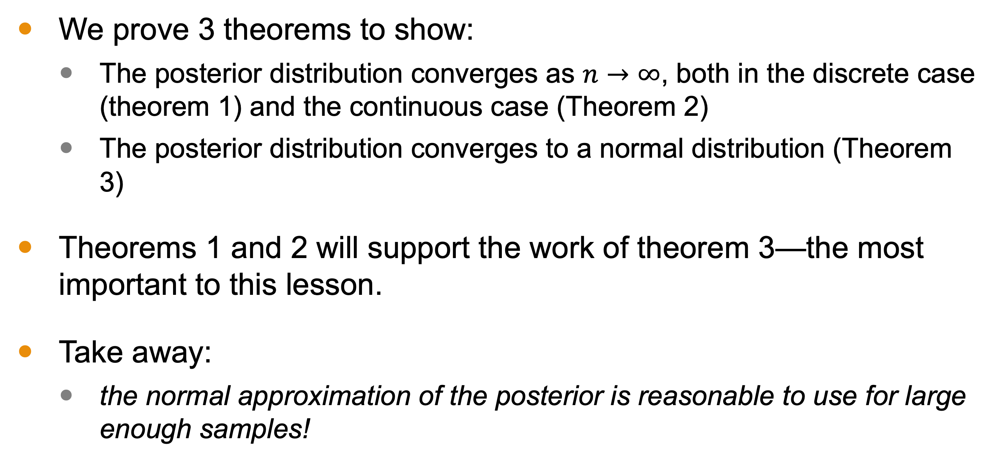 • We prove 3 theorems to show:
• The posterior distribution converges as n → ∞, both in the discrete case
(theorem 1) and the continuous case (Theorem 2)
• The posterior distribution converges to a normal distribution (Theorem
3)
• Theorems 1 and 2 will support the work of theorem 3—the most
important to this lesson.
• Take away:
• the normal approximation of the posterior is reasonable to use for large
enough samples!